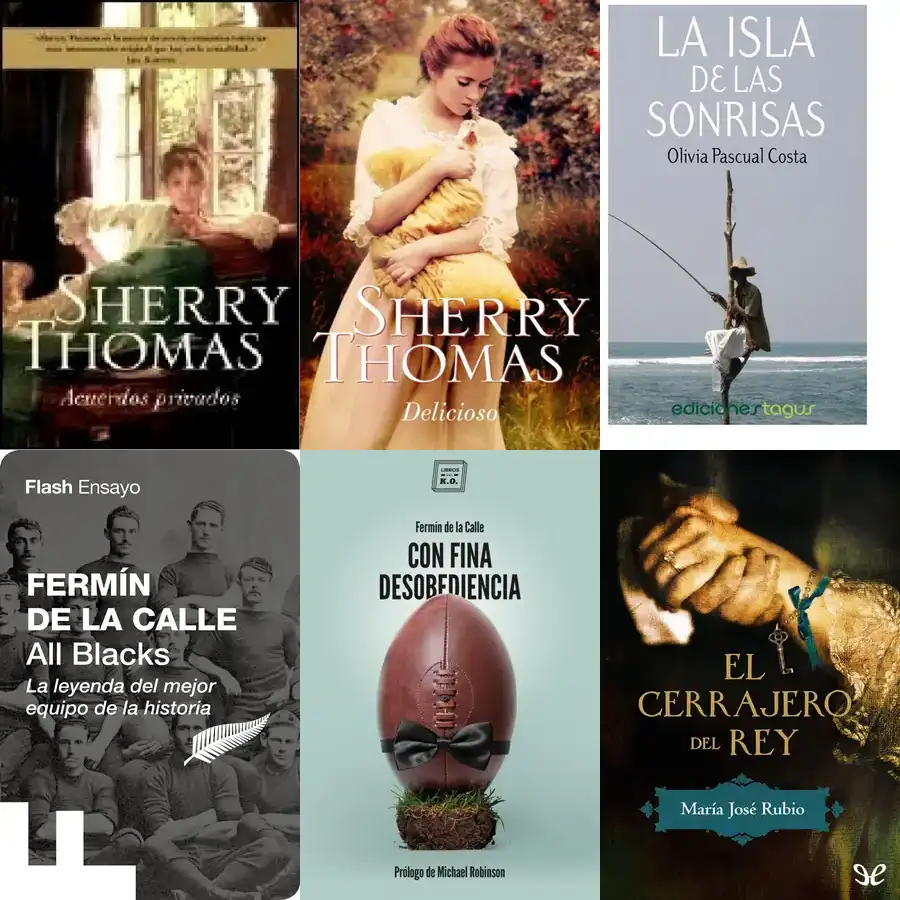 SHERRY
THOMAS
Acuerdos privados
SHERRY
THOMAS
Delicioso
LA ISLA
DE LAS
SONRISAS
Olivia Pascual Costa
edicionestagus
Flash Ensayo
FERMÍN
DE LA CALLE
All Blacks
La leyenda del mejor
equipo de la historia
LIBROS
K.O.
Fermín de la Calle
CON FINA
DESOBEDIENCIA
Prólogo de Michael Robinson
EL
CERRAJERO
DEL REY
María José Rubio